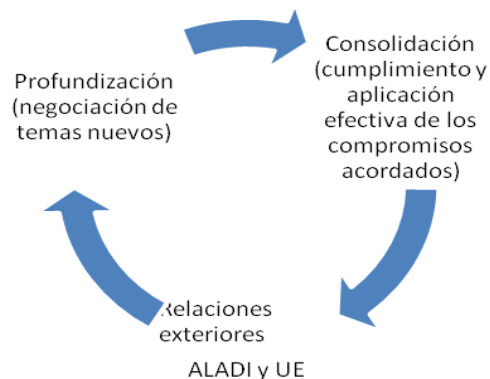 Profundización
(negociación de
temas nuevos)
Consolidación
(cumplimiento y
aplicación
efectiva de los
compromisos
acordados)
Relaciones
exteriores
ALADI y UE